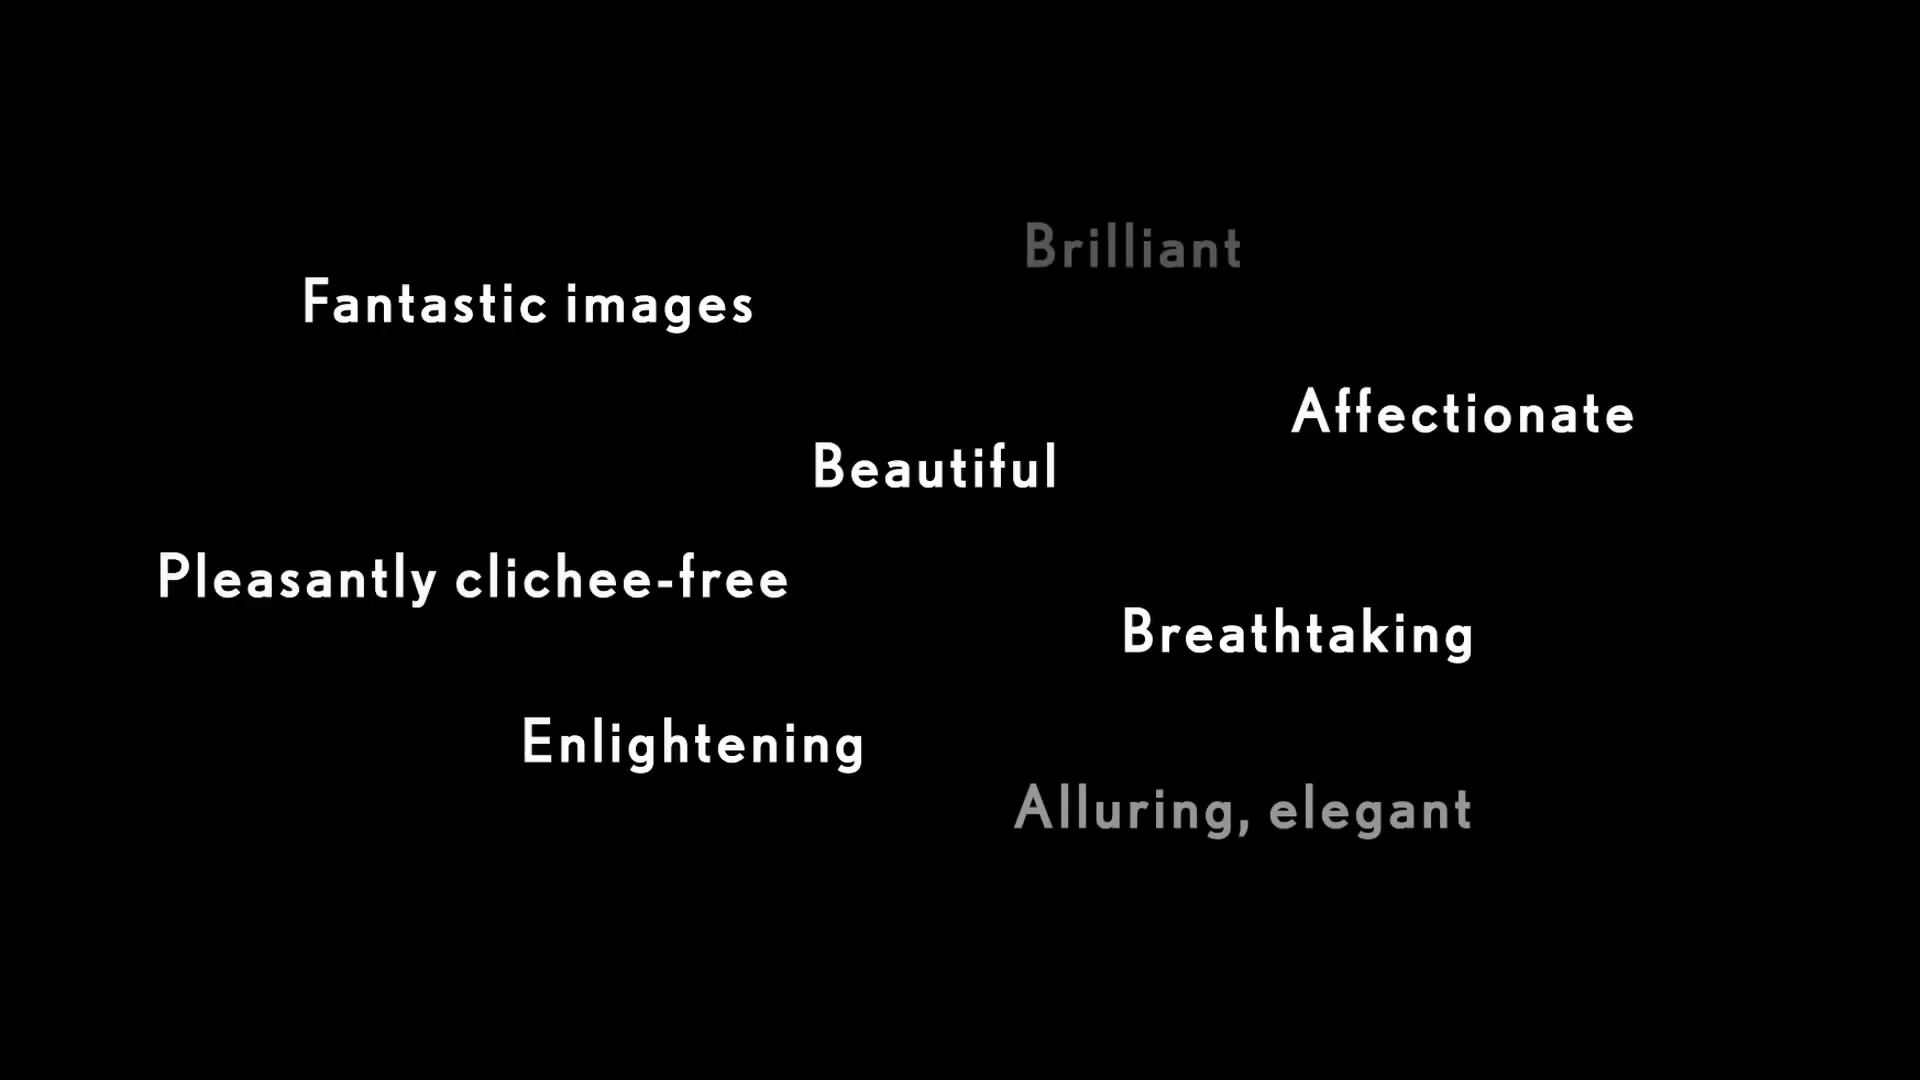 Brilliant
Fantastic images
Affectionate
Beautiful
Pleasantly clichee-free
Breathtaking
Enlightening
Alluring, elegant